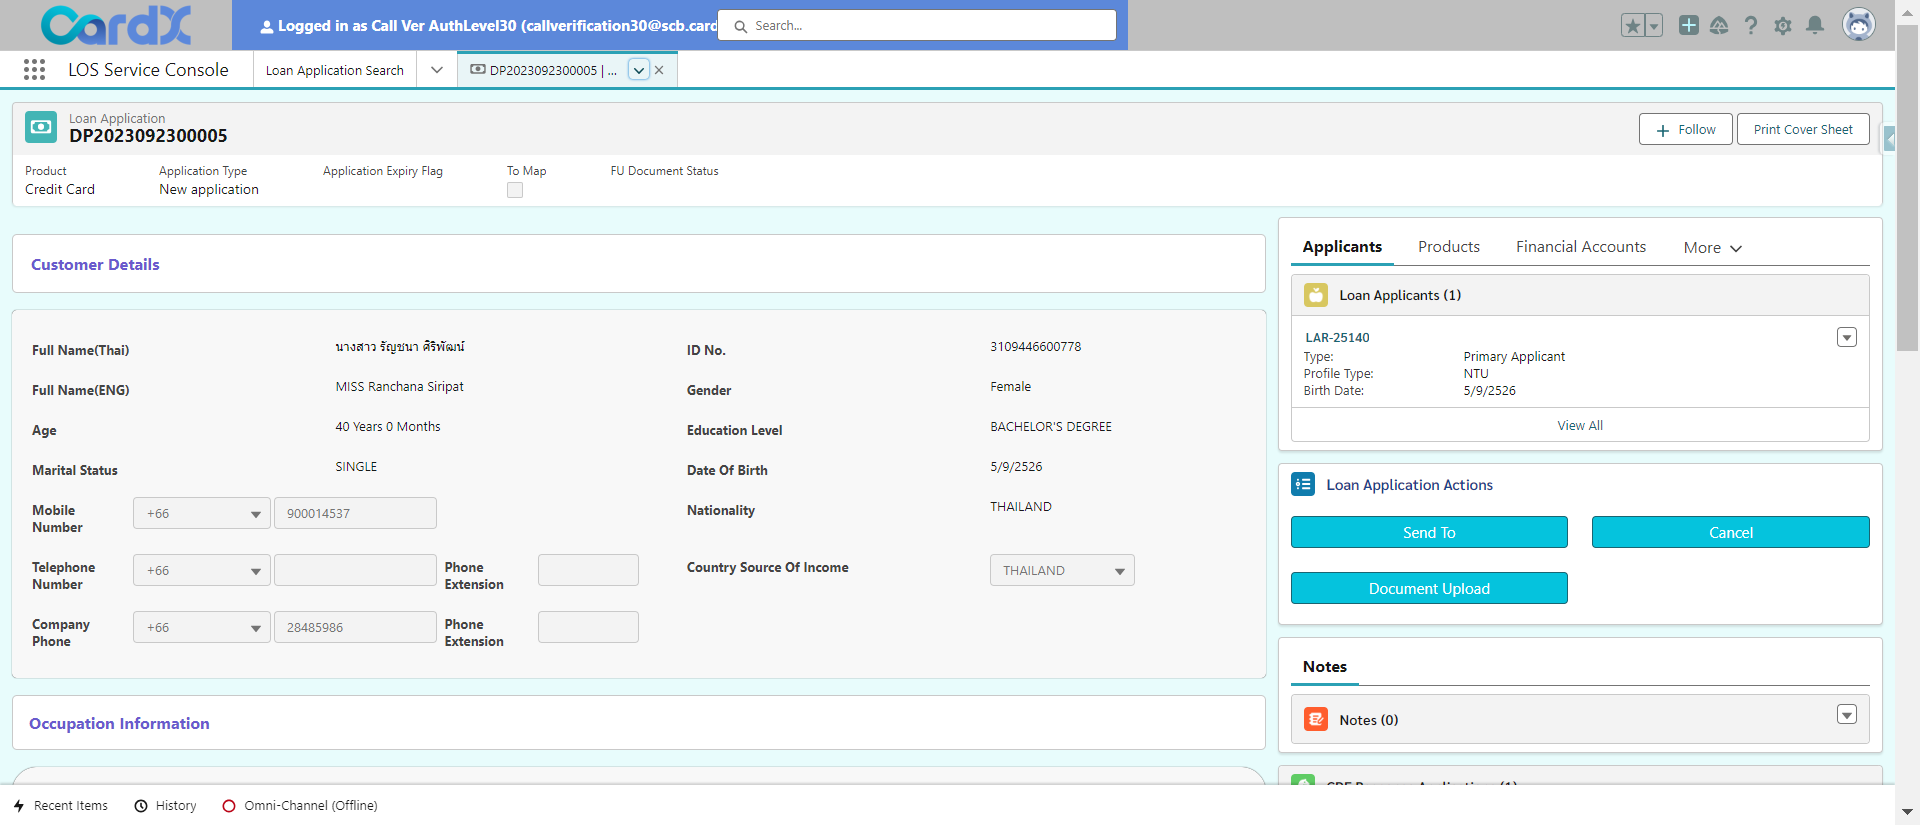 CardX
Logged in as Call Ver AuthLevel30 (callverification30@scb.card
Search...
LOS Service Console
Loan Application Search
DP2023092300005 | ...
Loan Application
DP2023092300005
Follow
Print Cover Sheet
Product
Application Type
Application Expiry Flag
To Map
FU Document Status
Credit Card
New application
Customer Details
Full Name(Thai)
นางสาว รัญชนา ศิริพัฒน์
ID No.
3109446600778
Full Name(ENG)
MISS Ranchana Siripat
Gender
Female
Age
40 Years 0 Months
Education Level
BACHELOR'S DEGREE
Marital Status
SINGLE
Date Of Birth
5/9/2526
Mobile
Number
+66
900014537
Nationality
THAILAND
Telephone
Number
+66
Phone
Extension
Country Source Of Income
THAILAND
Company
Phone
+66
28485986
Phone
Extension
Occupation Information
Applicants
Products
Financial Accounts
More
Loan Applicants (1)
LAR-25140
Type:
Primary Applicant
Profile Type:
NTU
Birth Date:
5/9/2526
View All
Loan Application Actions
Send To
Cancel
Document Upload
Notes
Notes (0)
Recent Items
History
Omni-Channel (Offline)